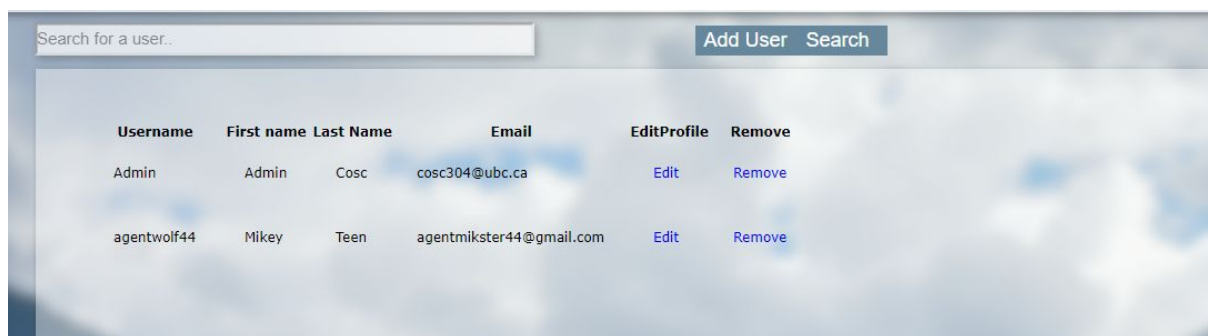 Search for a user.. Add User Search
Username First name Last Name Email EditProfile Remove
Admin Admin Cosc cosc304@ubc.ca Edit Remove
agentwolf44 Mikey Teen agentmikster44@gmail.com Edit Remove